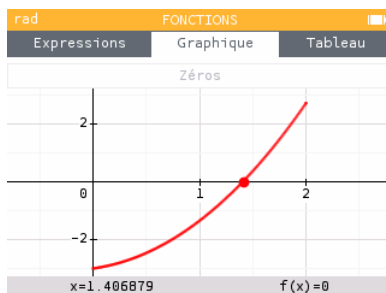 rad FONCTIONS
Expressions Graphique Tableau
Zéros
2
0 1 2
-2
x=1.406879 f(x)=0